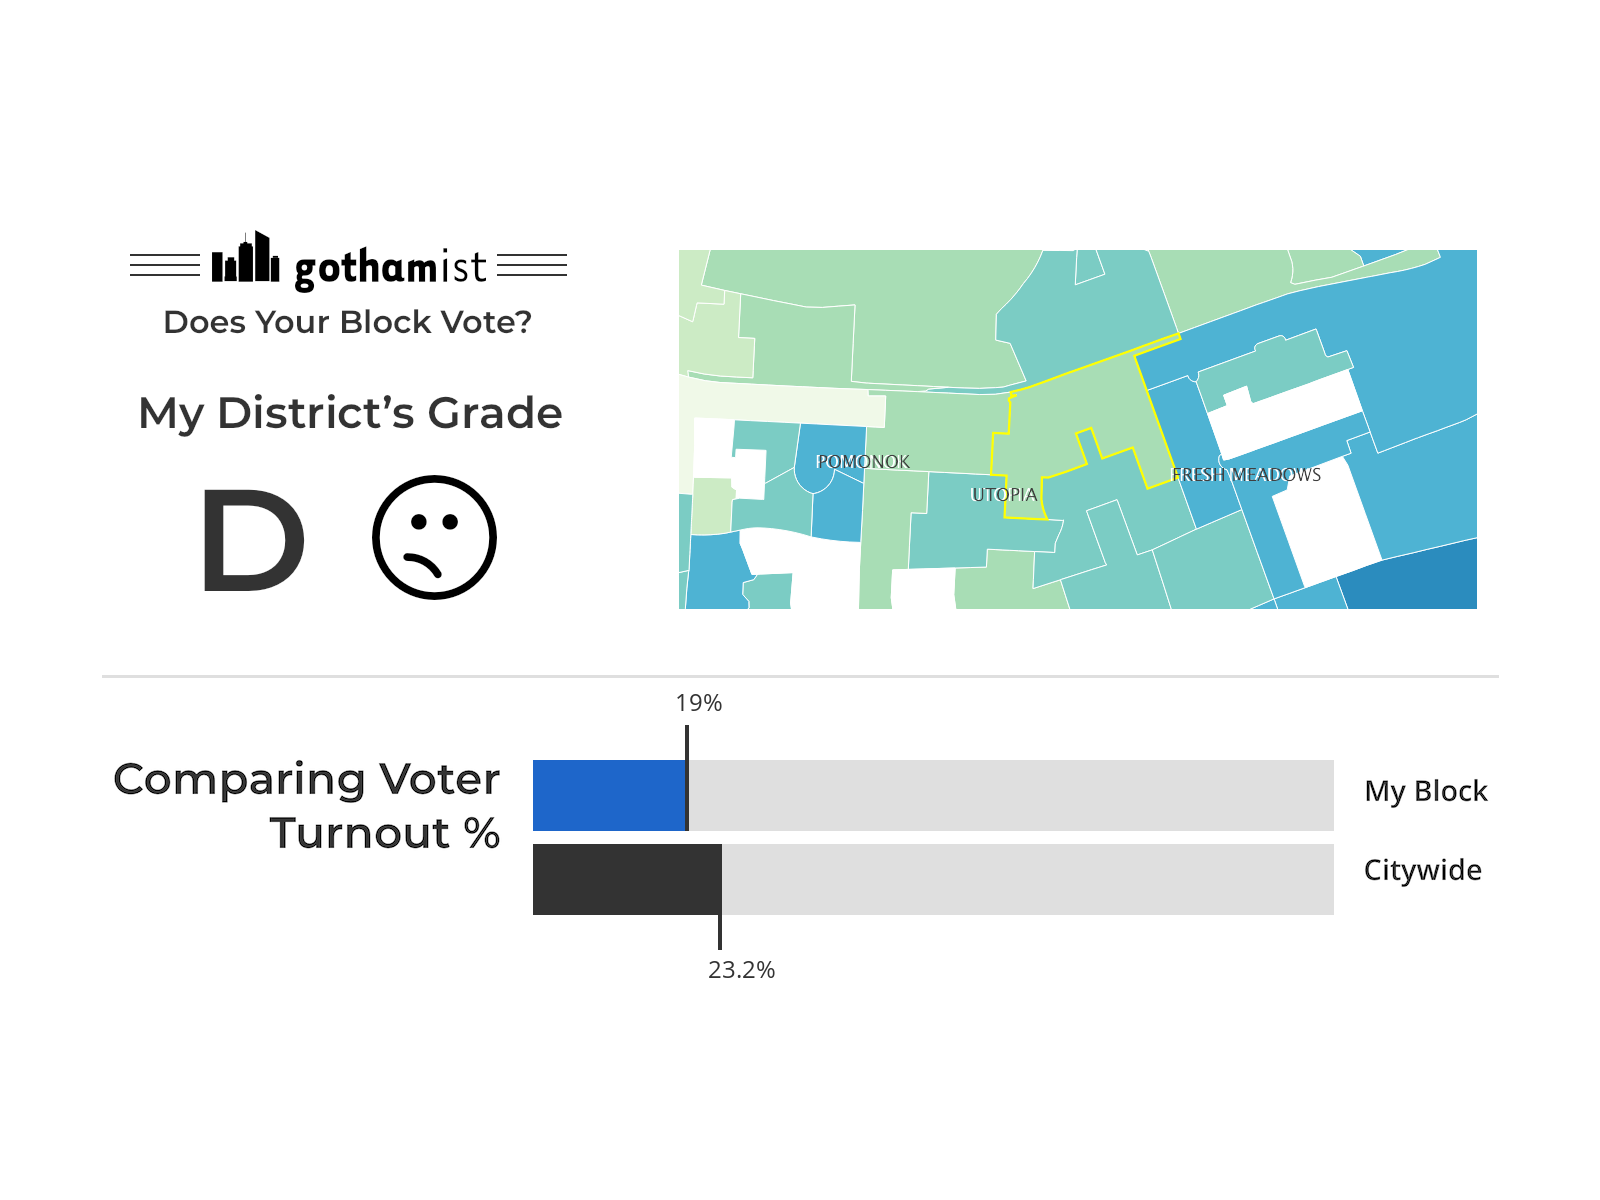 gothamist
Does Your Block Vote?
My District’s Grade
D
POMONOK
UTOPIA
FRESH MEADOWS
19%
Comparing Voter
Turnout %
My Block
Citywide
23.2%